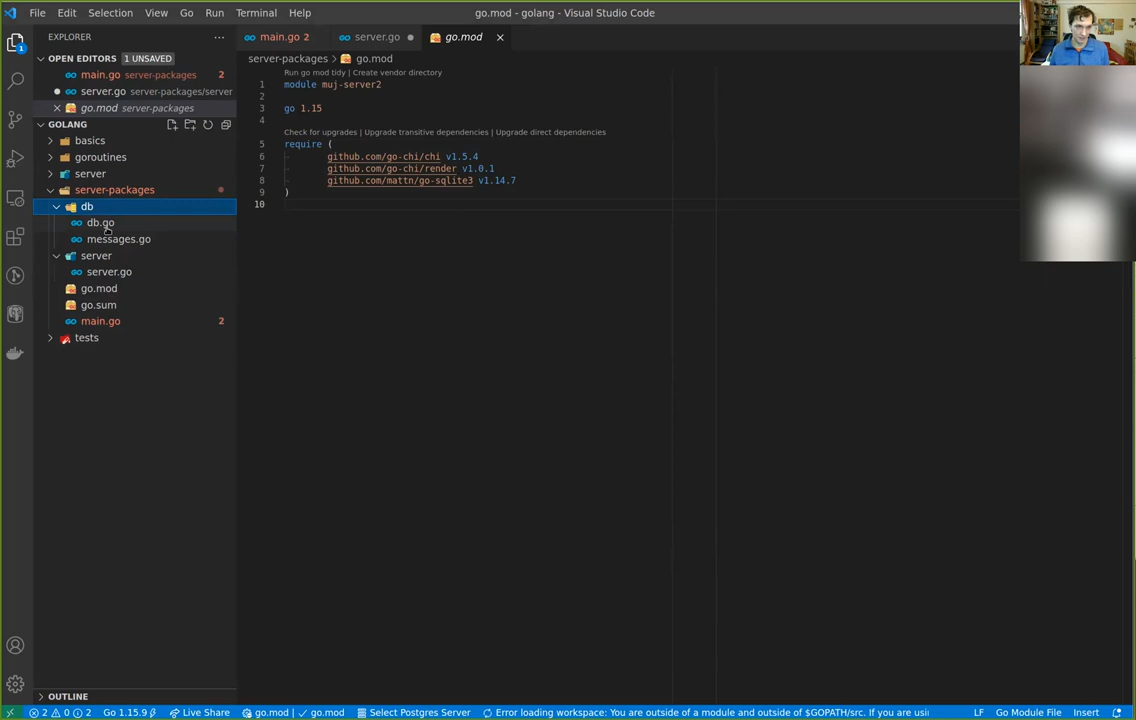 File Edit Selection View Go Run Terminal Help
go.mod - golang - Visual Studio Code
EXPLORER
OPEN EDITORS 1 UNSAVED
main.go server-packages 2
server.go server-packages/server
go.mod server-packages
GOLANG
basics
goroutines
server
server-packages
db
db.go
messages.go
server
server.go
go.mod
go.sum
main.go 2
tests
OUTLINE
1
main.go 2 server.go go.mod
server-packages go.mod
Run go mod tidy | Create vendor directory
1 module muj-server2
2
3 go 1.15
4
Check for upgrades | Upgrade transitive dependencies | Upgrade direct dependencies
5 require (
6 github.com/go-chi/chi v1.5.4
7 github.com/go-chi/render v1.0.1
8 github.com/mattn/go-sqlite3 v1.14.7
9 )
10
2 0 2 Go 1.15.9 Live Share go.mod | go.mod Select Postgres Server Error loading workspace: You are outside of a module and outside of $GOPATH/src. If you are usi LF Go Module File Insert